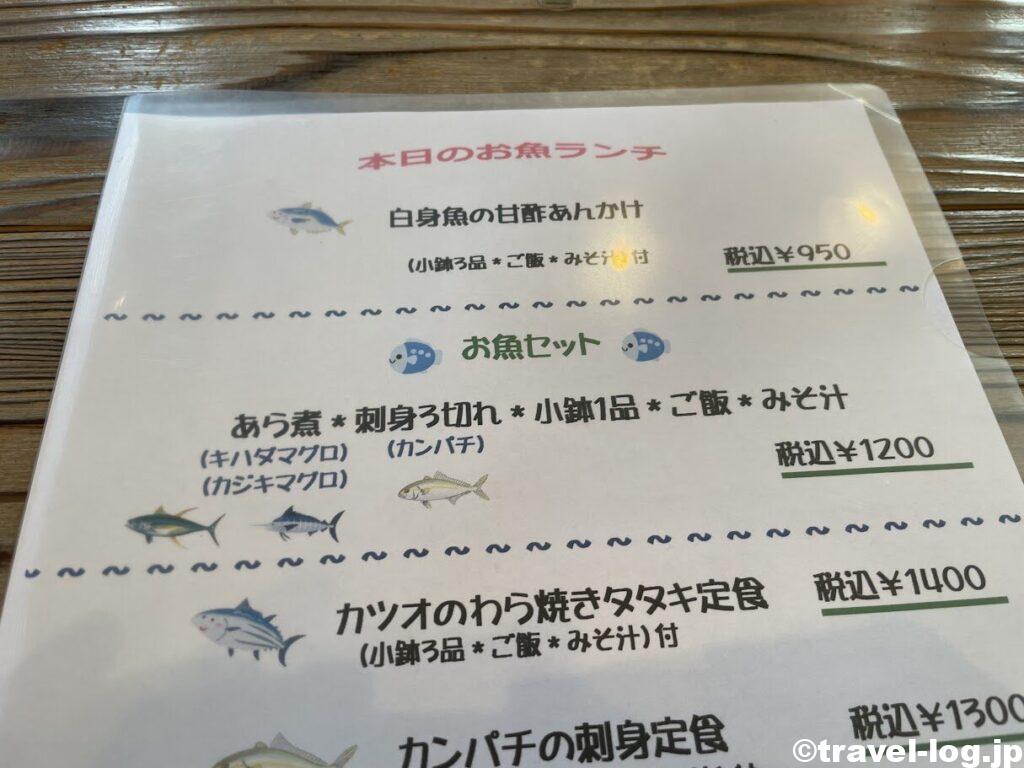 本日のお魚ランチ
白身魚の甘酢あんかけ
(小鉢3品*ご飯*みそ汁)付
税込¥950
お魚セット
あら煮*刺身3切れ*小鉢1品*ご飯*みそ汁
(キハダマグロ) (カンパチ)
(カジキマグロ)
税込¥1200
カツオのわら焼きタタキ定食 税込¥1400
(小鉢3品*ご飯*みそ汁)付
カンパチの刺身定食 税込¥1300
©travel-log.jp